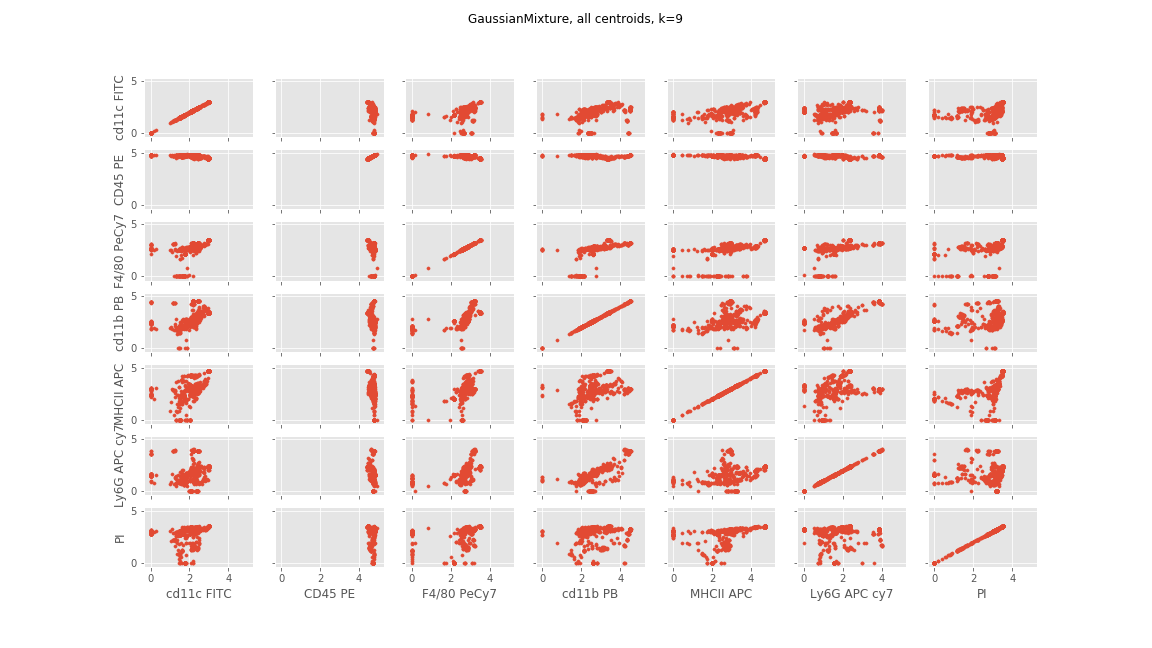 GaussianMixture, all centroids, k=9
cd11c FITC
5
0
CD45 PE
5
0
F4/80 PeCy7
5
0
cd11b PB
5
0
MHCII APC
5
0
Ly6G APC cy7
5
0
PI
5
0
0 2 4 0 2 4 0 2 4 0 2 4 0 2 4 0 2 4 0 2 4
cd11c FITC CD45 PE F4/80 PeCy7 cd11b PB MHCII APC Ly6G APC cy7 PI